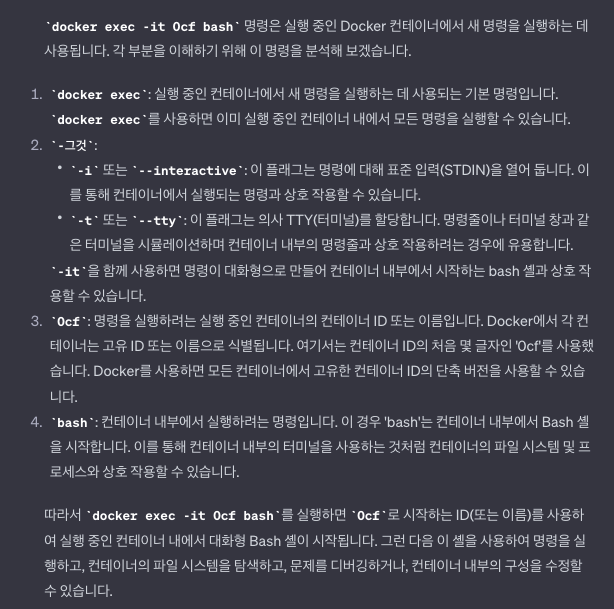 `docker exec -it Ocf bash` 명령은 실행 중인 Docker 컨테이너에서 새 명령을 실행하는 데
사용됩니다. 각 부분을 이해하기 위해 이 명령을 분석해 보겠습니다.
1. `docker exec`: 실행 중인 컨테이너에서 새 명령을 실행하는 데 사용되는 기본 명령입니다.
`docker exec`를 사용하면 이미 실행 중인 컨테이너 내에서 모든 명령을 실행할 수 있습니다.
2. `-그것`:
• `-i` 또는 `--interactive`: 이 플래그는 명령에 대해 표준 입력(STDIN)을 열어 둡니다. 이
를 통해 컨테이너에서 실행되는 명령과 상호 작용할 수 있습니다.
• `-t` 또는 `--tty`: 이 플래그는 의사 TTY(터미널)를 할당합니다. 명령줄이나 터미널 창과 같
은 터미널을 시뮬레이션하며 컨테이너 내부의 명령줄과 상호 작용하려는 경우에 유용합니다.
`-it`을 함께 사용하면 명령이 대화형으로 만들어 컨테이너 내부에서 시작하는 bash 셸과 상호 작
용할 수 있습니다.
3. `Ocf`: 명령을 실행하려는 실행 중인 컨테이너의 컨테이너 ID 또는 이름입니다. Docker에서 각 컨
테이너는 고유 ID 또는 이름으로 식별됩니다. 여기서는 컨테이너 ID의 처음 몇 글자인 'Ocf'를 사용했
습니다. Docker를 사용하면 모든 컨테이너에서 고유한 컨테이너 ID의 단축 버전을 사용할 수 있습
니다.
4. `bash`: 컨테이너 내부에서 실행하려는 명령입니다. 이 경우 'bash'는 컨테이너 내부에서 Bash 셸
을 시작합니다. 이를 통해 컨테이너 내부의 터미널을 사용하는 것처럼 컨테이너의 파일 시스템 및 프
로세스와 상호 작용할 수 있습니다.
따라서 `docker exec -it Ocf bash`를 실행하면 `Ocf`로 시작하는 ID(또는 이름)를 사용하
여 실행 중인 컨테이너 내에서 대화형 Bash 셸이 시작됩니다. 그런 다음 이 셸을 사용하여 명령을 실
행하고, 컨테이너의 파일 시스템을 탐색하고, 문제를 디버깅하거나, 컨테이너 내부의 구성을 수정할
수 있습니다.